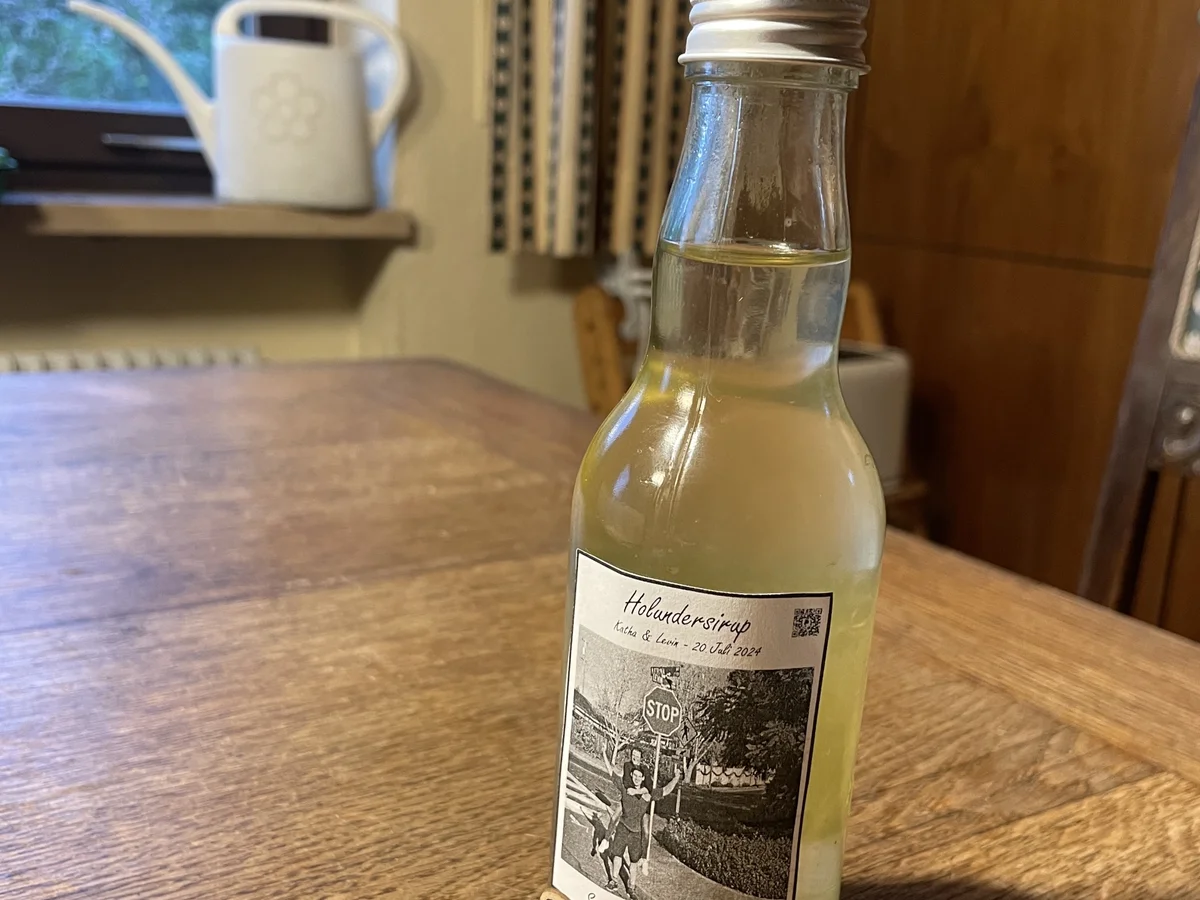 Holundersirup
Katha & Levin - 20 Juli 2024
STOP